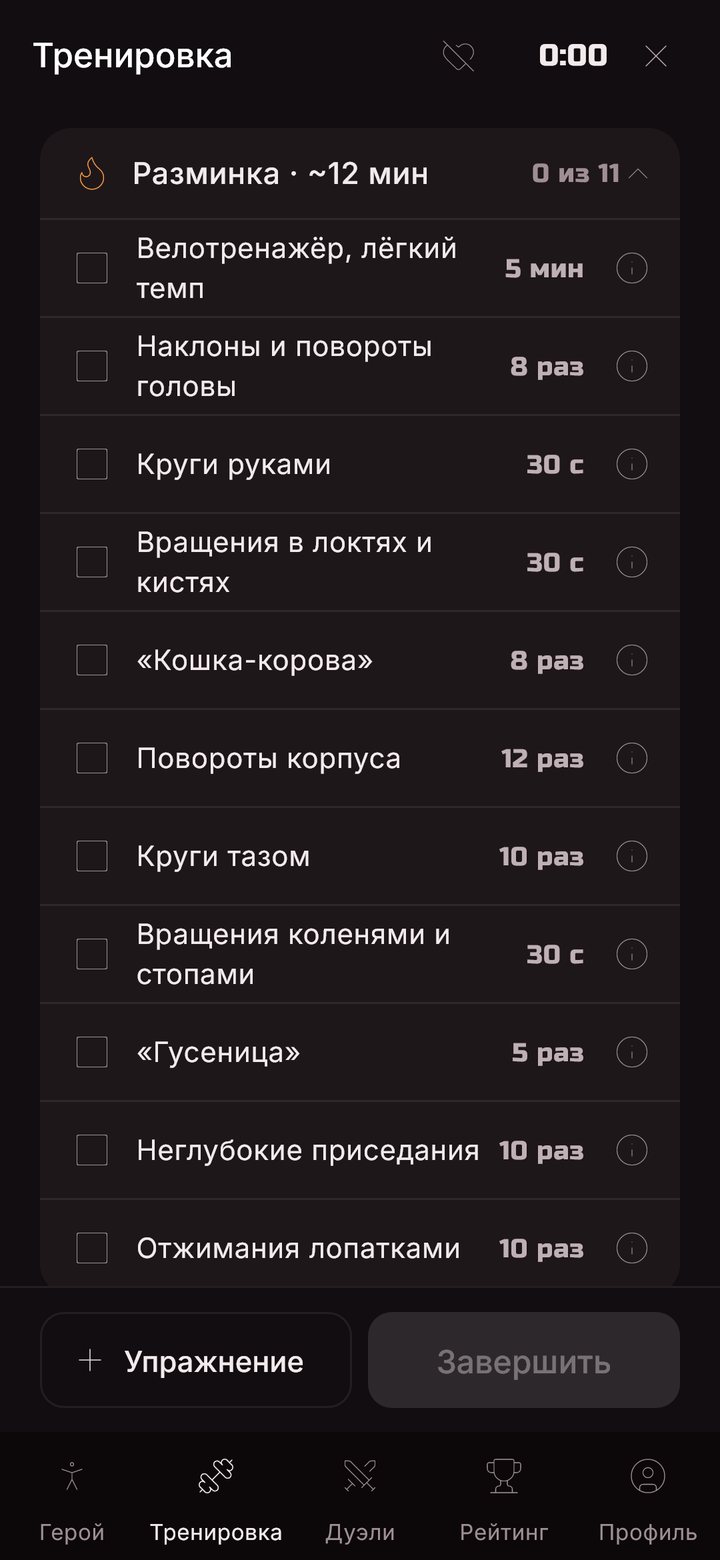 Тренировка
0:00
Разминка · ~12 мин
0 из 11
Велотренажёр, лёгкий
темп
5 мин
Наклоны и повороты
головы
8 раз
Круги руками
30 с
Вращения в локтях и
кистях
30 с
«Кошка-корова»
8 раз
Повороты корпуса
12 раз
Круги тазом
10 раз
Вращения коленями и
стопами
30 с
«Гусеница»
5 раз
Неглубокие приседания
10 раз
Отжимания лопатками
10 раз
Упражнение
Завершить
Герой
Тренировка
Дуэли
Рейтинг
Профиль